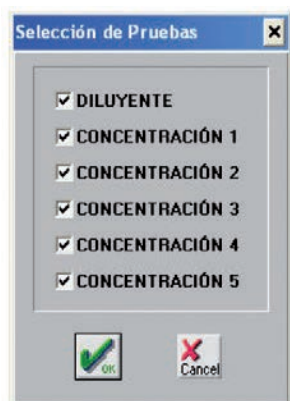 Selección de Pruebas
DILUYENTE
CONCENTRACIÓN 1
CONCENTRACIÓN 2
CONCENTRACIÓN 3
CONCENTRACIÓN 4
CONCENTRACIÓN 5
OK
Cancel